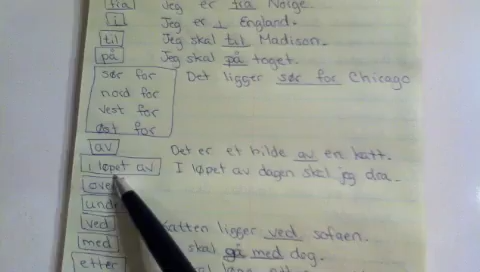 fra Jeg er fra Norge
i Jeg er i England.
til Jeg skal til Madison.
på Jeg skal på toget.
sør for Det ligger sør for Chicago
nord for
vest for
øst for
av Det er et bilde av en katt.
i løpet av I løpet av dagen skal jeg dra.
over
under
ved Katten ligger ved sofaen.
med skal gå med dog.
etter